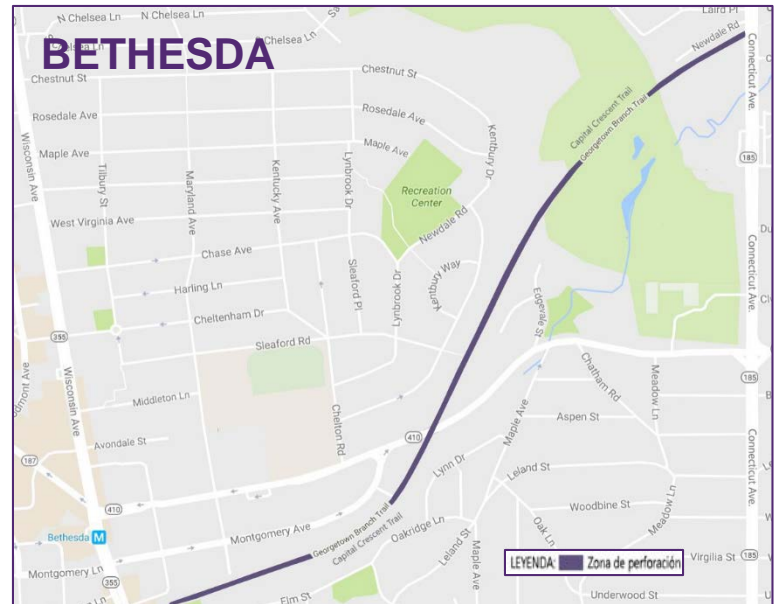 N Chelsea Ln
N Chelsea Ln
Laird Pl
Chelsea Ln
BETHESDA
Newdale Rd
Connecticut Ave.
Chestnut St
Chestnut St
Capital Crescent Trail
Georgetown Branch Trail
Rosedale Ave
Rosedale Ave
Kentbury Dr
Wisconsin Ave
Maple Ave
Maple Ave
Tilbury St
Maryland Ave
Kentucky Ave
Lynbrook Dr
185
Recreation
Center
West Virginia Ave
Newdale Rd
Connecticut Ave.
Chase Ave
Sleaford Pl
Lynbrook Dr
Kentbury Way
Harling Ln
Edgevale St
Cheltenham Dr
355
Sleaford Rd
Chatham Rd
Meadow Ln
185
Wisconsin Ave
Middleton Ln
Chelton Rd
Maple Ave
Aspen St
Connecticut Ave.
Avondale St
410
187
Lynn Dr
Leland St
410
Woodbine St
Meadow Ln
Bethesda M
Montgomery Ave
Georgetown Branch Trail
Capital Crescent Trail
Oakridge Ln
Leland St
Maple Ave
Oak Ln
LEYENDA: Zona de perforación
Virgilia St
185
Montgomery Ln
355
Elm St
Underwood St